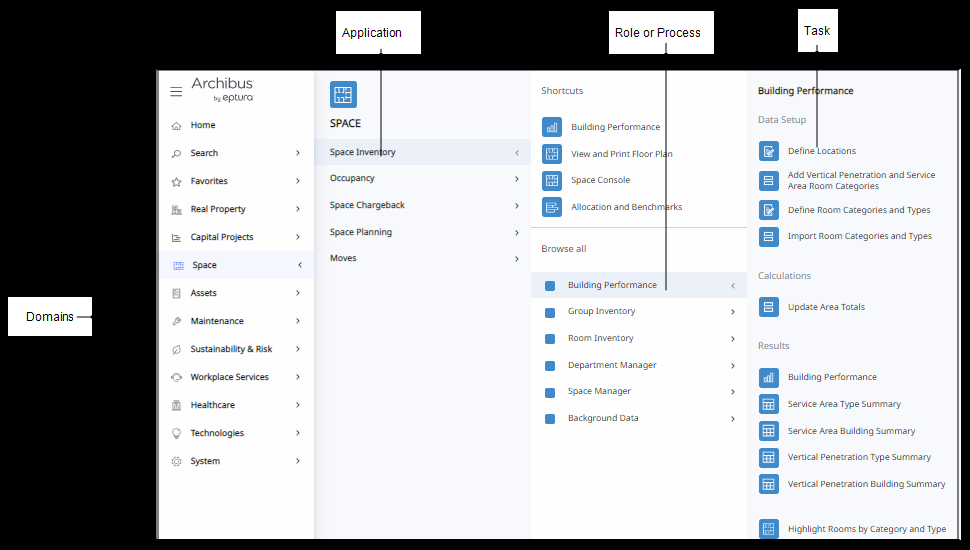 Application
Role or Process
Task
Domains
Archibus
by eptura
Home
Search
Favorites
Real Property
Capital Projects
Space
Assets
Maintenance
Sustainability & Risk
Workplace Services
Healthcare
Technologies
System
SPACE
Space Inventory
Occupancy
Space Chargeback
Space Planning
Moves
Shortcuts
Building Performance
View and Print Floor Plan
Space Console
Allocation and Benchmarks
Browse all
Building Performance
Group Inventory
Room Inventory
Department Manager
Space Manager
Background Data
Building Performance
Data Setup
Define Locations
Add Vertical Penetration and Service
Area Room Categories
Define Room Categories and Types
Import Room Categories and Types
Calculations
Update Area Totals
Results
Building Performance
Service Area Type Summary
Service Area Building Summary
Vertical Penetration Type Summary
Vertical Penetration Building Summary
Highlight Rooms by Category and Type